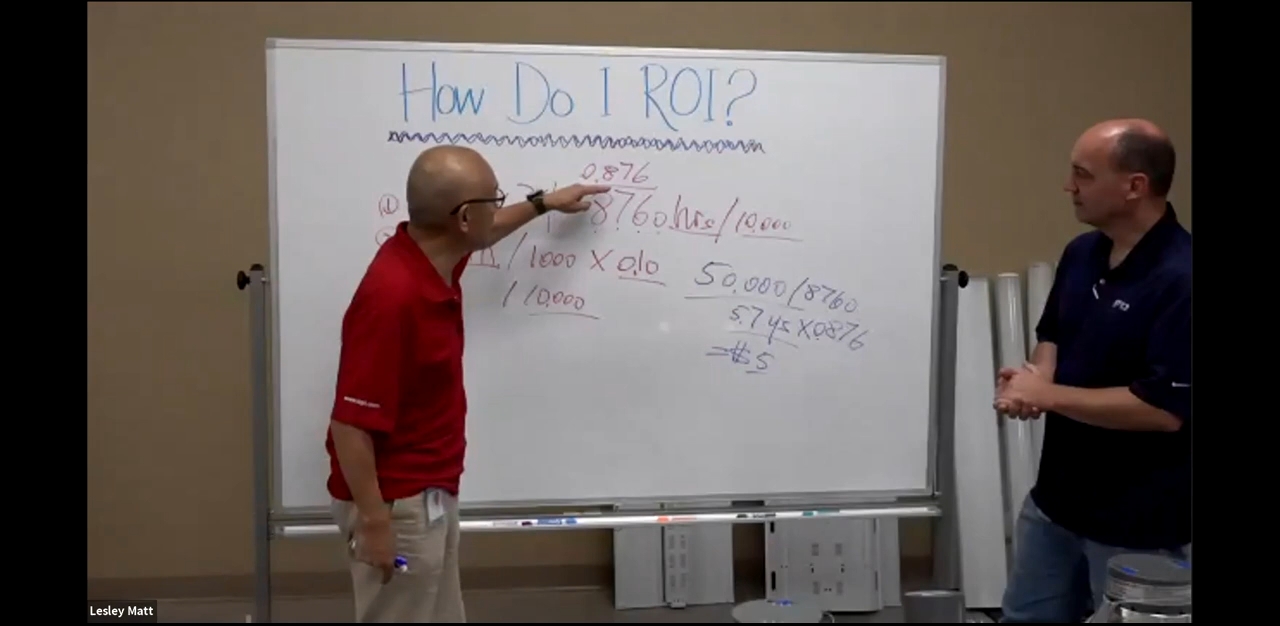 How Do I ROI?
0.876
① 8760 hrs/10,000
/1000 X 0.10
/ 10,000
50,000/8760
5.7 yrs X 0.876
= $5
Lesley Matt